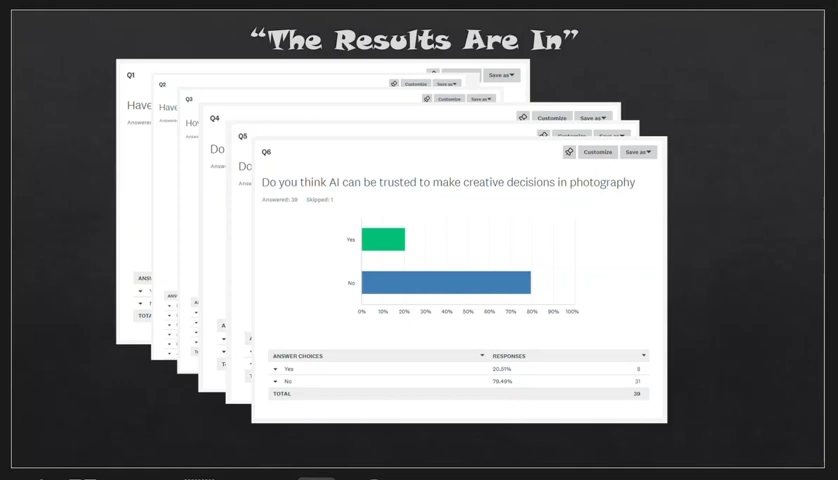 “The Results Are In”
Q1
Save as
Q2
Customize Save as
Have
Q3
Customize Save as
Have
Answered:
Q4
Customize Save as
Q5
Do
Do
Q6
Customize Save as
Do you think AI can be trusted to make creative decisions in photography
Answered: 39 Skipped: 1
Yes
No
0% 10% 20% 30% 40% 50% 60% 70% 80% 90% 100%
ANSWER CHOICES RESPONSES
Yes 20.51% 8
No 79.49% 31
TOTAL 39